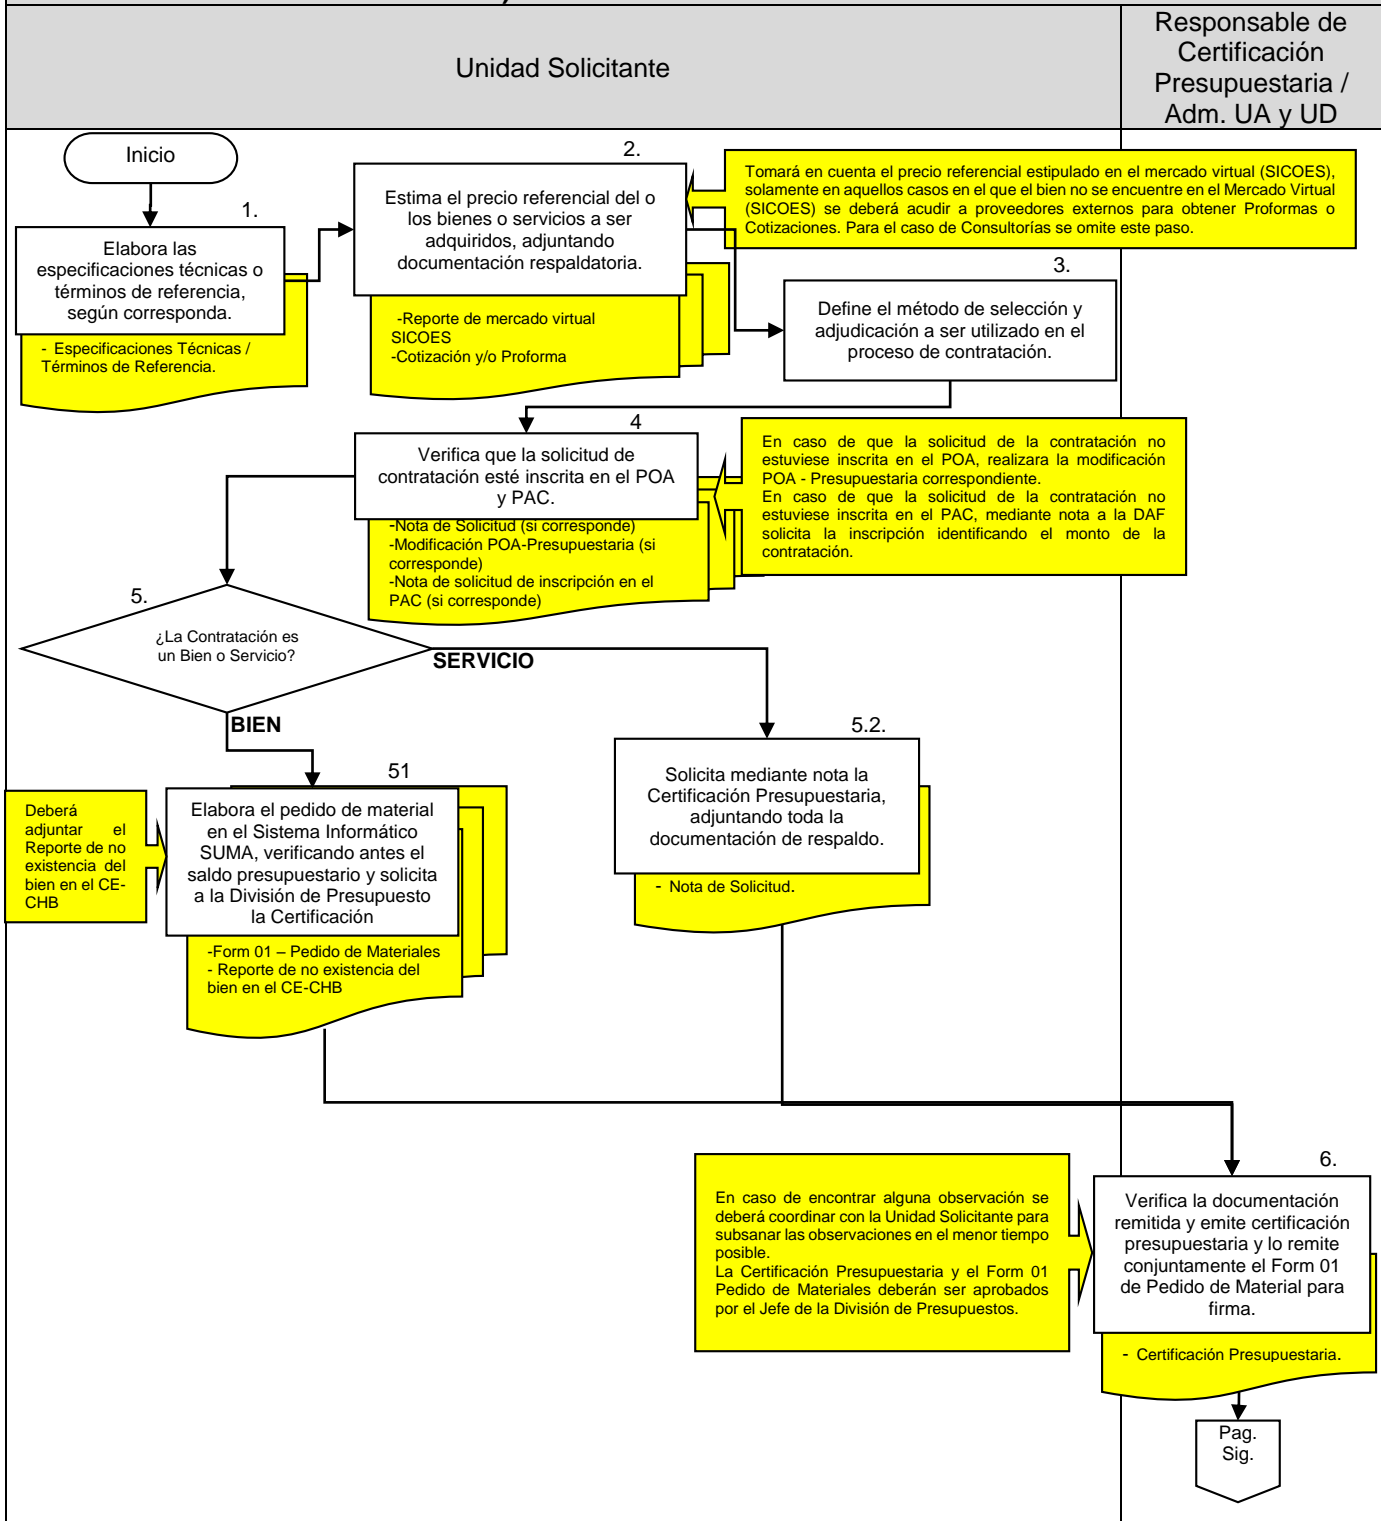 Unidad Solicitante
Responsable de
Certificación
Presupuestaria /
Adm. UA y UD
Inicio
1.
Elabora las
especificaciones técnicas o
términos de referencia,
según corresponda.
- Especificaciones Técnicas /
Términos de Referencia.
2.
Estima el precio referencial del o
los bienes o servicios a ser
adquiridos, adjuntando
documentación respaldatoria.
-Reporte de mercado virtual
SICOES
-Cotización y/o Proforma
Tomará en cuenta el precio referencial estipulado en el mercado virtual (SICOES),
solamente en aquellos casos en el que el bien no se encuentre en el Mercado Virtual
(SICOES) se deberá acudir a proveedores externos para obtener Proformas o
Cotizaciones. Para el caso de Consultorías se omite este paso.
3.
Define el método de selección y
adjudicación a ser utilizado en el
proceso de contratación.
4
Verifica que la solicitud de
contratación esté inscrita en el POA
y PAC.
-Nota de Solicitud (si corresponde)
-Modificación POA-Presupuestaria (si
corresponde)
-Nota de solicitud de inscripción en el
PAC (si corresponde)
En caso de que la solicitud de la contratación no
estuviese inscrita en el POA, realizara la modificación
POA - Presupuestaria correspondiente.
En caso de que la solicitud de la contratación no
estuviese inscrita en el PAC, mediante nota a la DAF
solicita la inscripción identificando el monto de la
contratación.
5.
¿La Contratación es
un Bien o Servicio?
SERVICIO
BIEN
51
Elabora el pedido de material
en el Sistema Informático
SUMA, verificando antes el
saldo presupuestario y solicita
a la División de Presupuesto
la Certificación
-Form 01 – Pedido de Materiales
- Reporte de no existencia del
bien en el CE-CHB
Deberá
adjuntar el
Reporte de no
existencia del
bien en el CE-
CHB
5.2.
Solicita mediante nota la
Certificación Presupuestaria,
adjuntando toda la
documentación de respaldo.
- Nota de Solicitud.
6.
Verifica la documentación
remitida y emite certificación
presupuestaria y lo remite
conjuntamente el Form 01
de Pedido de Material para
firma.
- Certificación Presupuestaria.
En caso de encontrar alguna observación se
deberá coordinar con la Unidad Solicitante para
subsanar las observaciones en el menor tiempo
posible.
La Certificación Presupuestaria y el Form 01
Pedido de Materiales deberán ser aprobados
por el Jefe de la División de Presupuestos.
Pag.
Sig.